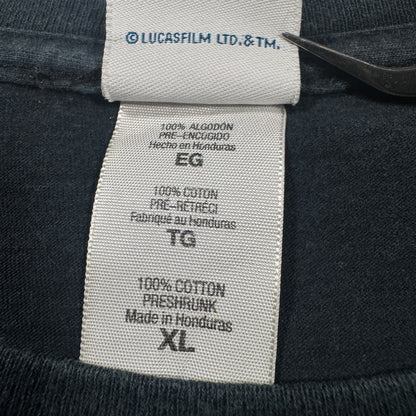 © LUCASFILM LTD. & TM.
100% ALGODÓN
PRE-ENCOGIDO
Hecho en Honduras
EG
100% COTON
PRÉ-RÉTRÉCI
Fabriqué au Honduras
TG
100% COTTON
PRESHRUNK
Made in Honduras
XL